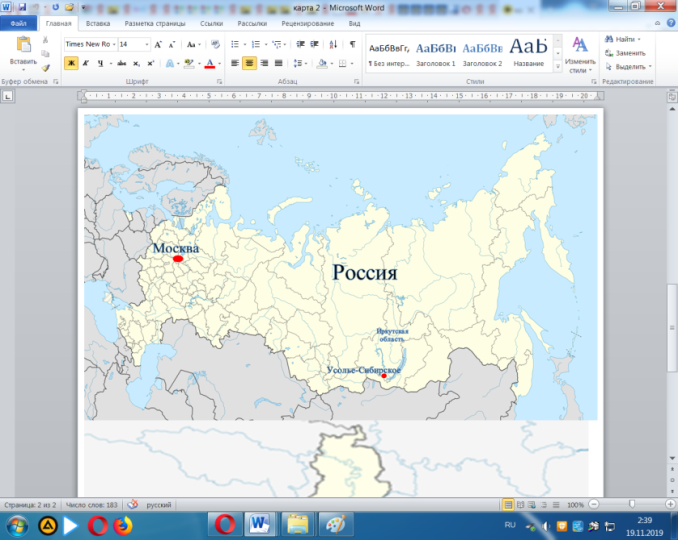 карта 2 - Microsoft Word
Файл Главная Вставка Разметка страницы Ссылки Рассылки Рецензирование Вид
Times New Ro 14
Вставить
Ж К Ч
АаБбВвГг, АаБбВı АаБбВı АаБ
¶ Без интер... Заголовок 1 Заголовок 2 Название
Изменить стили
Найти
Заменить
Выделить
Буфер обмена Шрифт Абзац Стили Редактирование
Москва
Россия
Иркутская
область
Усолье-Сибирское
Страница: 2 из 2 Число слов: 183 русский 100%
RU 2:39
19.11.2019